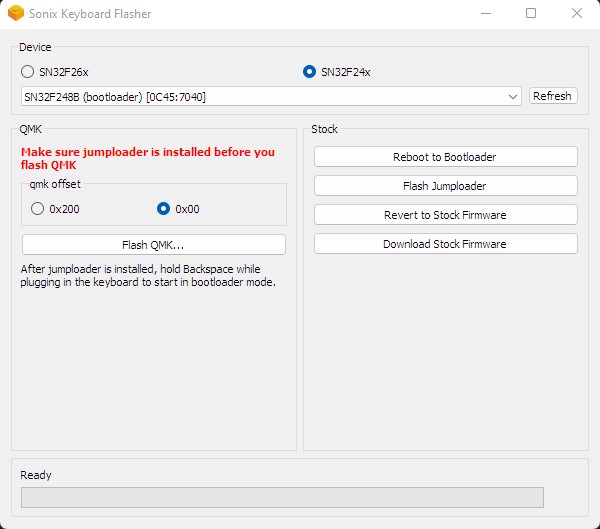 Sonix Keyboard Flasher
Device
SN32F26x
SN32F24x
SN32F248B (bootloader) [0C45:7040]
Refresh
QMK
Make sure jumploader is installed before you
flash QMK
qmk offset
0x200
0x00
Flash QMK...
After jumploader is installed, hold Backspace while
plugging in the keyboard to start in bootloader mode.
Stock
Reboot to Bootloader
Flash Jumploader
Revert to Stock Firmware
Download Stock Firmware
Ready